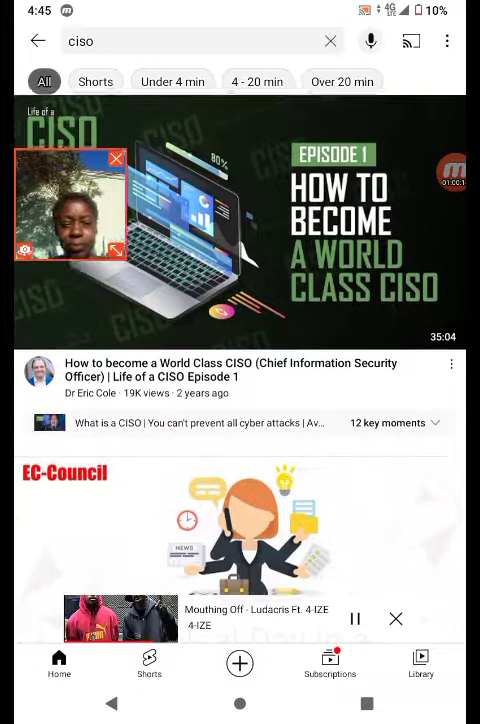 4:45
4G
LTE
10%
ciso
All
Shorts
Under 4 min
4 - 20 min
Over 20 min
Life of a
CISO
80%
EPISODE 1
HOW TO
BECOME
A WORLD
CLASS CISO
35:04
How to become a World Class CISO (Chief Information Security
Officer) | Life of a CISO Episode 1
Dr Eric Cole · 19K views · 2 years ago
What is a CISO | You can't prevent all cyber attacks | Av...
12 key moments
EC-Council
NEWS
Mouthing Off - Ludacris Ft. 4-IZE
4-IZE
Home
Shorts
Subscriptions
Library